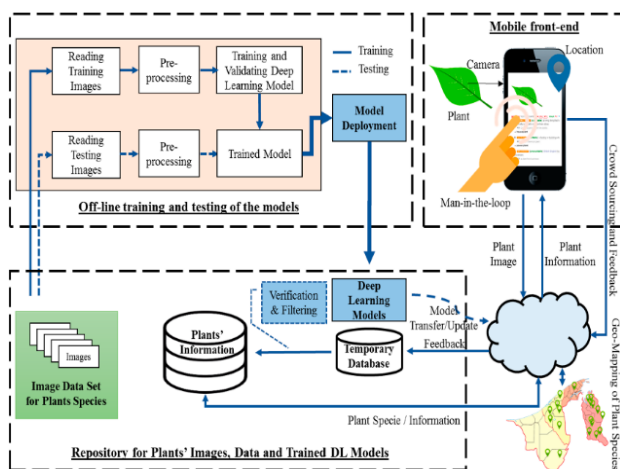 Reading
Training
Images
Pre-
processing
Training and
Validating Deep
Learning Model
Training
Testing
Reading
Testing
Images
Pre-
processing
Trained Model
Model
Deployment
Off-line training and testing of the models
Mobile front-end
Location
Camera
Plant
Man-in-the-loop
Crowd Sourcing and Feedback
Plant
Image
Plant
Information
Geo-Mapping of Plant Species
Images
Image Data Set
for Plants Species
Verification
& Filtering
Deep
Learning
Models
Model
Transfer/Update
Feedback
Plants'
Information
Temporary
Database
Plant Specie / Information
Repository for Plants' Images, Data and Trained DL Models